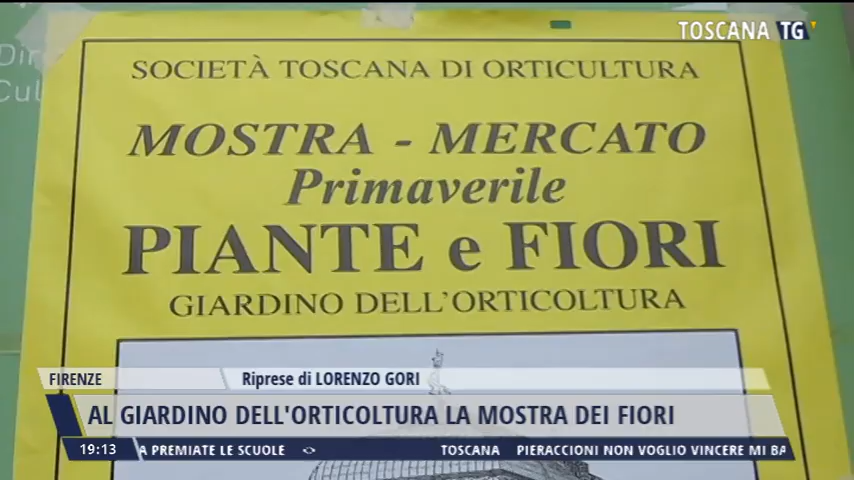 TOSCANA TG
SOCIETÀ TOSCANA DI ORTICULTURA
MOSTRA - MERCATO
Primaverile
PIANTE e FIORI
GIARDINO DELL'ORTICOLTURA
FIRENZE
Riprese di LORENZO GORI
AL GIARDINO DELL'ORTICOLTURA LA MOSTRA DEI FIORI
19:13 A PREMIATE LE SCUOLE TOSCANA PIERACCIONI NON VOGLIO VINCERE MI BA